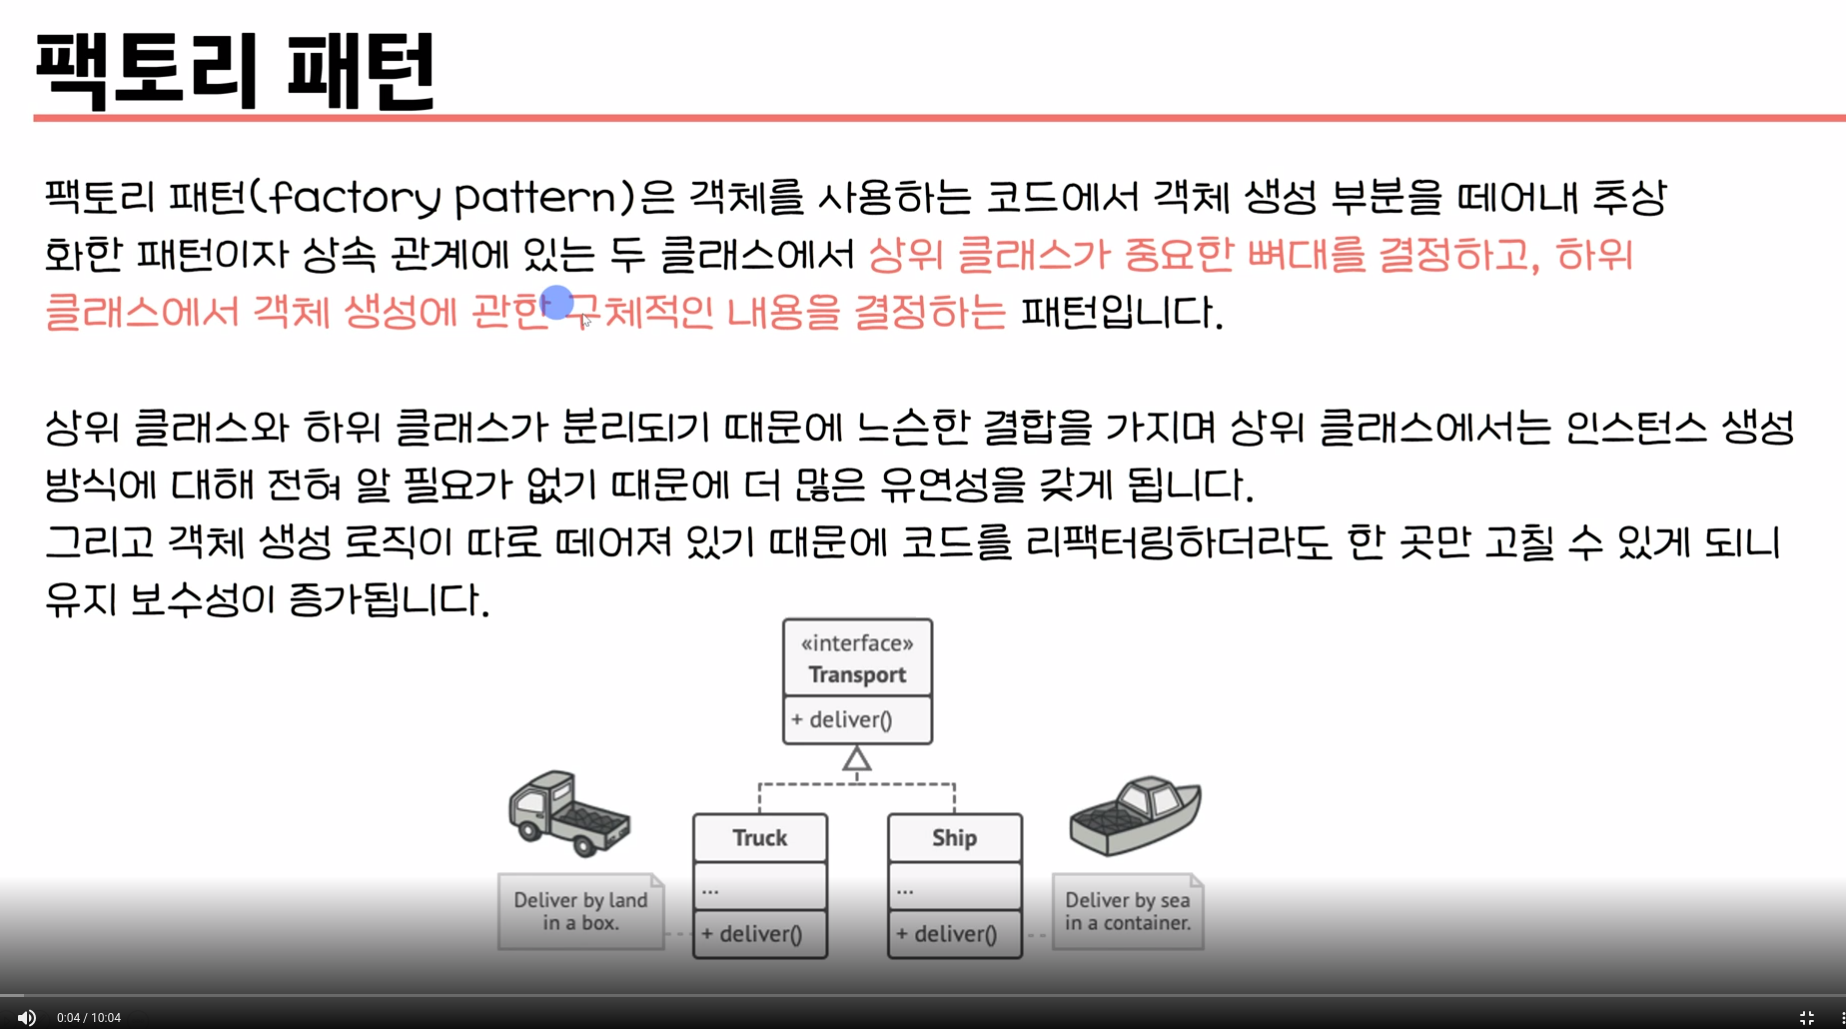 팩토리 패턴
팩토리 패턴(factory pattern)은 객체를 사용하는 코드에서 객체 생성 부분을 떼어내 추상
화한 패턴이자 상속 관계에 있는 두 클래스에서 상위 클래스가 중요한 뼈대를 결정하고, 하위
클래스에서 객체 생성에 관한 구체적인 내용을 결정하는 패턴입니다.
상위 클래스와 하위 클래스가 분리되기 때문에 느슨한 결합을 가지며 상위 클래스에서는 인스턴스 생성
방식에 대해 전혀 알 필요가 없기 때문에 더 많은 유연성을 갖게 됩니다.
그리고 객체 생성 로직이 따로 떼어져 있기 때문에 코드를 리팩터링하더라도 한 곳만 고칠 수 있게 되니
유지 보수성이 증가됩니다.
«interface»
Transport
+ deliver()
Truck
...
+ deliver()
Ship
...
+ deliver()
Deliver by land
in a box.
Deliver by sea
in a container.
0:04 / 10:04